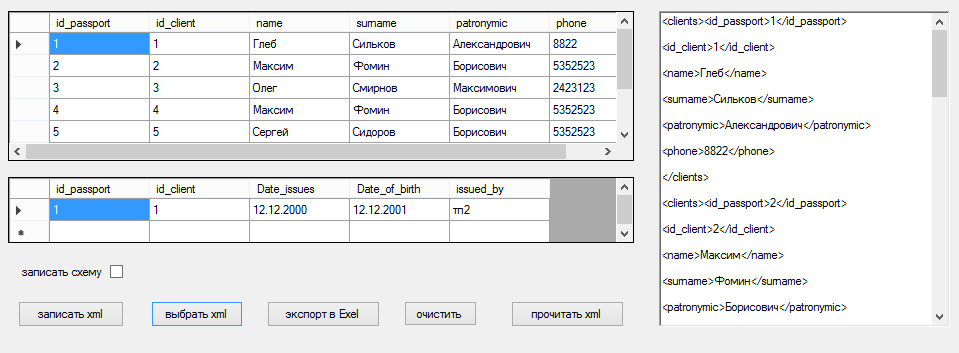 id_passport id_client name surname patronymic phone
1 1 Глеб Сильков Александрович 8822
2 2 Максим Фомин Борисович 5352523
3 3 Олег Смирнов Максимович 2423123
4 4 Максим Фомин Борисович 5352523
5 5 Сергей Сидоров Борисович 5352523
id_passport id_client Date_issues Date_of_birth issued_by
1 1 12.12.2000 12.12.2001 тп2
записать схему
записать xml выбрать xml экспорт в Exel очистить прочитать xml
<clients><id_passport>1</id_passport>
<id_client>1</id_client>
<name>Глеб</name>
<surname>Сильков</surname>
<patronymic>Александрович</patronymic>
<phone>8822</phone>
</clients>
<clients><id_passport>2</id_passport>
<id_client>2</id_client>
<name>Максим</name>
<surname>Фомин</surname>
<patronymic>Борисович</patronymic>